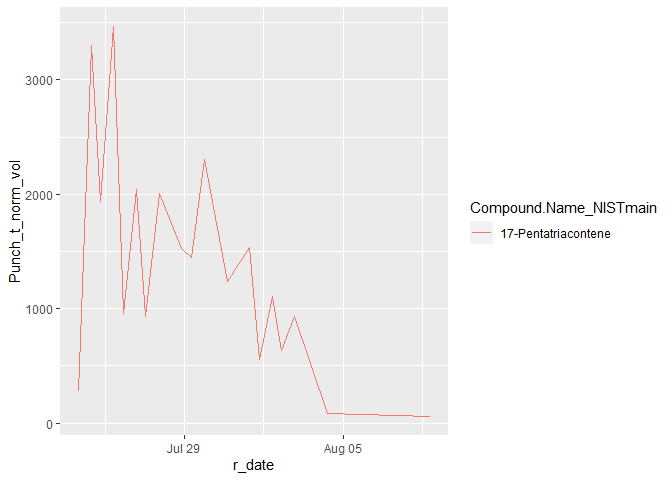 3000
2000
1000
0
Punch_t_norm_vol
Jul 29
Aug 05
r_date
Compound.Name_NISTmain
17-Pentatriacontene